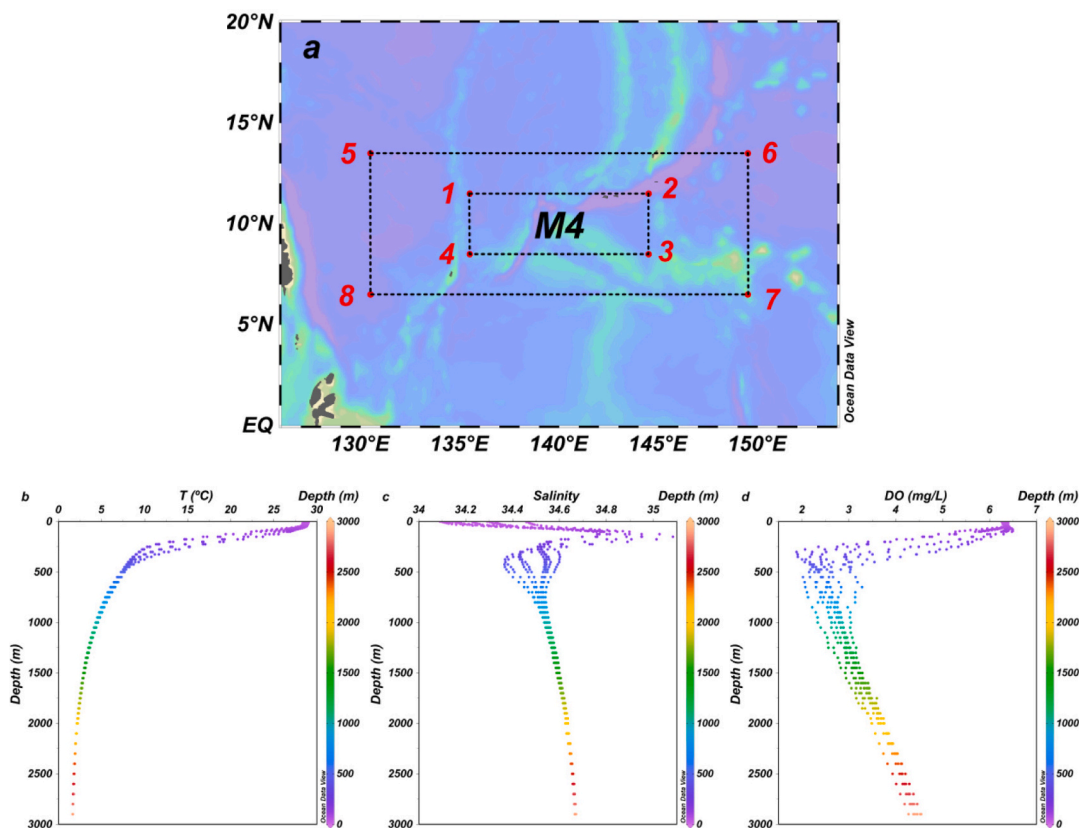 a
20°N
15°N
10°N
5°N
EQ
5
6
1
2
M4
4
3
8
7
130°E
135°E
140°E
145°E
150°E
Ocean Data View
b
T (ºC)
Depth (m)
0
5
10
15
20
25
30
0
500
1000
1500
2000
2500
3000
Depth (m)
3000
2500
2000
1500
1000
500
0
Ocean Data View
c
Salinity
Depth (m)
34
34.2
34.4
34.6
34.8
35
0
500
1000
1500
2000
2500
3000
Depth (m)
3000
2500
2000
1500
1000
500
0
Ocean Data View
d
DO (mg/L)
Depth (m)
2
3
4
5
6
7
0
500
1000
1500
2000
2500
3000
Depth (m)
3000
2500
2000
1500
1000
500
0
Ocean Data View